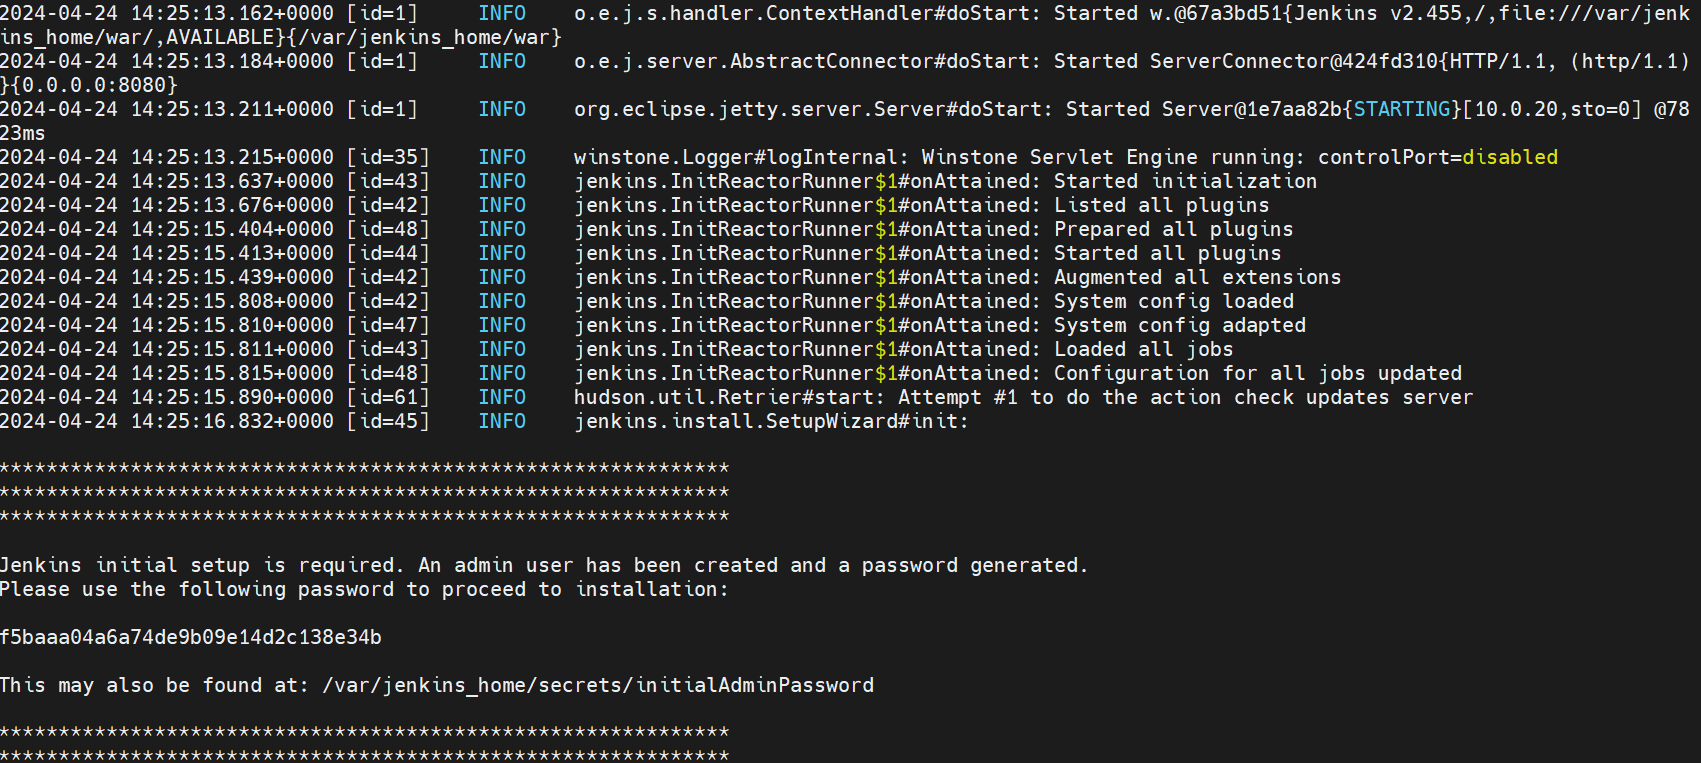 2024-04-24 14:25:13.162+0000 [id=1]     INFO    o.e.j.s.handler.ContextHandler#doStart: Started w.@67a3bd51{Jenkins v2.455,/,file:///var/jenk
ins_home/war/,AVAILABLE}{/var/jenkins_home/war}
2024-04-24 14:25:13.184+0000 [id=1]     INFO    o.e.j.server.AbstractConnector#doStart: Started ServerConnector@424fd310{HTTP/1.1, (http/1.1)
}{0.0.0.0:8080}
2024-04-24 14:25:13.211+0000 [id=1]     INFO    org.eclipse.jetty.server.Server#doStart: Started Server@1e7aa82b{STARTING}[10.0.20,sto=0] @78
23ms
2024-04-24 14:25:13.215+0000 [id=35]    INFO    winstone.Logger#logInternal: Winstone Servlet Engine running: controlPort=disabled
2024-04-24 14:25:13.637+0000 [id=43]    INFO    jenkins.InitReactorRunner$1#onAttained: Started initialization
2024-04-24 14:25:13.676+0000 [id=42]    INFO    jenkins.InitReactorRunner$1#onAttained: Listed all plugins
2024-04-24 14:25:15.404+0000 [id=48]    INFO    jenkins.InitReactorRunner$1#onAttained: Prepared all plugins
2024-04-24 14:25:15.413+0000 [id=44]    INFO    jenkins.InitReactorRunner$1#onAttained: Started all plugins
2024-04-24 14:25:15.439+0000 [id=42]    INFO    jenkins.InitReactorRunner$1#onAttained: Augmented all extensions
2024-04-24 14:25:15.808+0000 [id=42]    INFO    jenkins.InitReactorRunner$1#onAttained: System config loaded
2024-04-24 14:25:15.810+0000 [id=47]    INFO    jenkins.InitReactorRunner$1#onAttained: System config adapted
2024-04-24 14:25:15.811+0000 [id=43]    INFO    jenkins.InitReactorRunner$1#onAttained: Loaded all jobs
2024-04-24 14:25:15.815+0000 [id=48]    INFO    jenkins.InitReactorRunner$1#onAttained: Configuration for all jobs updated
2024-04-24 14:25:15.890+0000 [id=61]    INFO    hudson.util.Retrier#start: Attempt #1 to do the action check updates server
2024-04-24 14:25:16.832+0000 [id=45]    INFO    jenkins.install.SetupWizard#init:

*************************************************************
*************************************************************
*************************************************************

Jenkins initial setup is required. An admin user has been created and a password generated.
Please use the following password to proceed to installation:

f5baaa04a6a74de9b09e14d2c138e34b

This may also be found at: /var/jenkins_home/secrets/initialAdminPassword

*************************************************************
*************************************************************